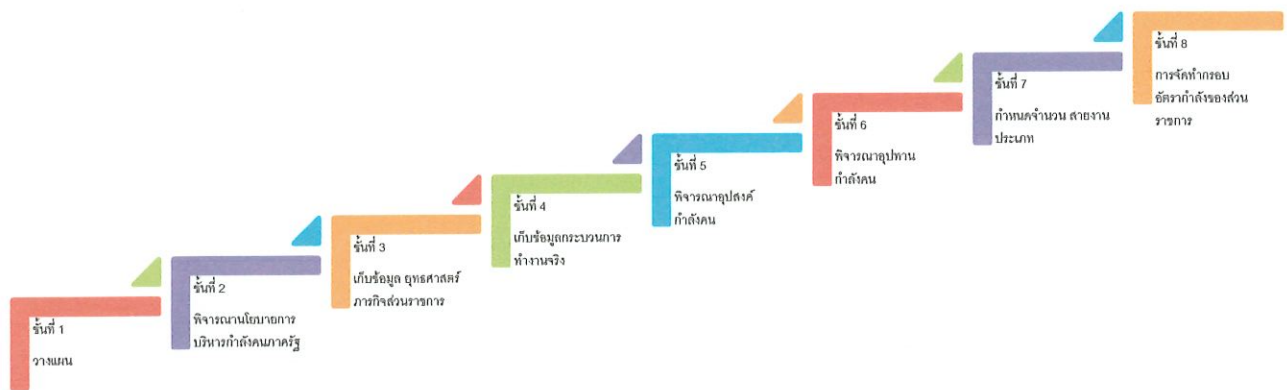 ขั้นที่ 1
วางแผน
ขั้นที่ 2
พิจารณานโยบายการ
บริหารกำลังคนภาครัฐ
ขั้นที่ 3
เก็บข้อมูล ยุทธศาสตร์
ภารกิจส่วนราชการ
ขั้นที่ 4
เก็บข้อมูลกระบวนการ
ทำงานจริง
ขั้นที่ 5
พิจารณาอุปสงค์
กำลังคน
ขั้นที่ 6
พิจารณาอุปทาน
กำลังคน
ขั้นที่ 7
กำหนดจำนวน สายงาน
ประเภท
ขั้นที่ 8
การจัดทำกรอบ
อัตรากำลังของส่วน
ราชการ